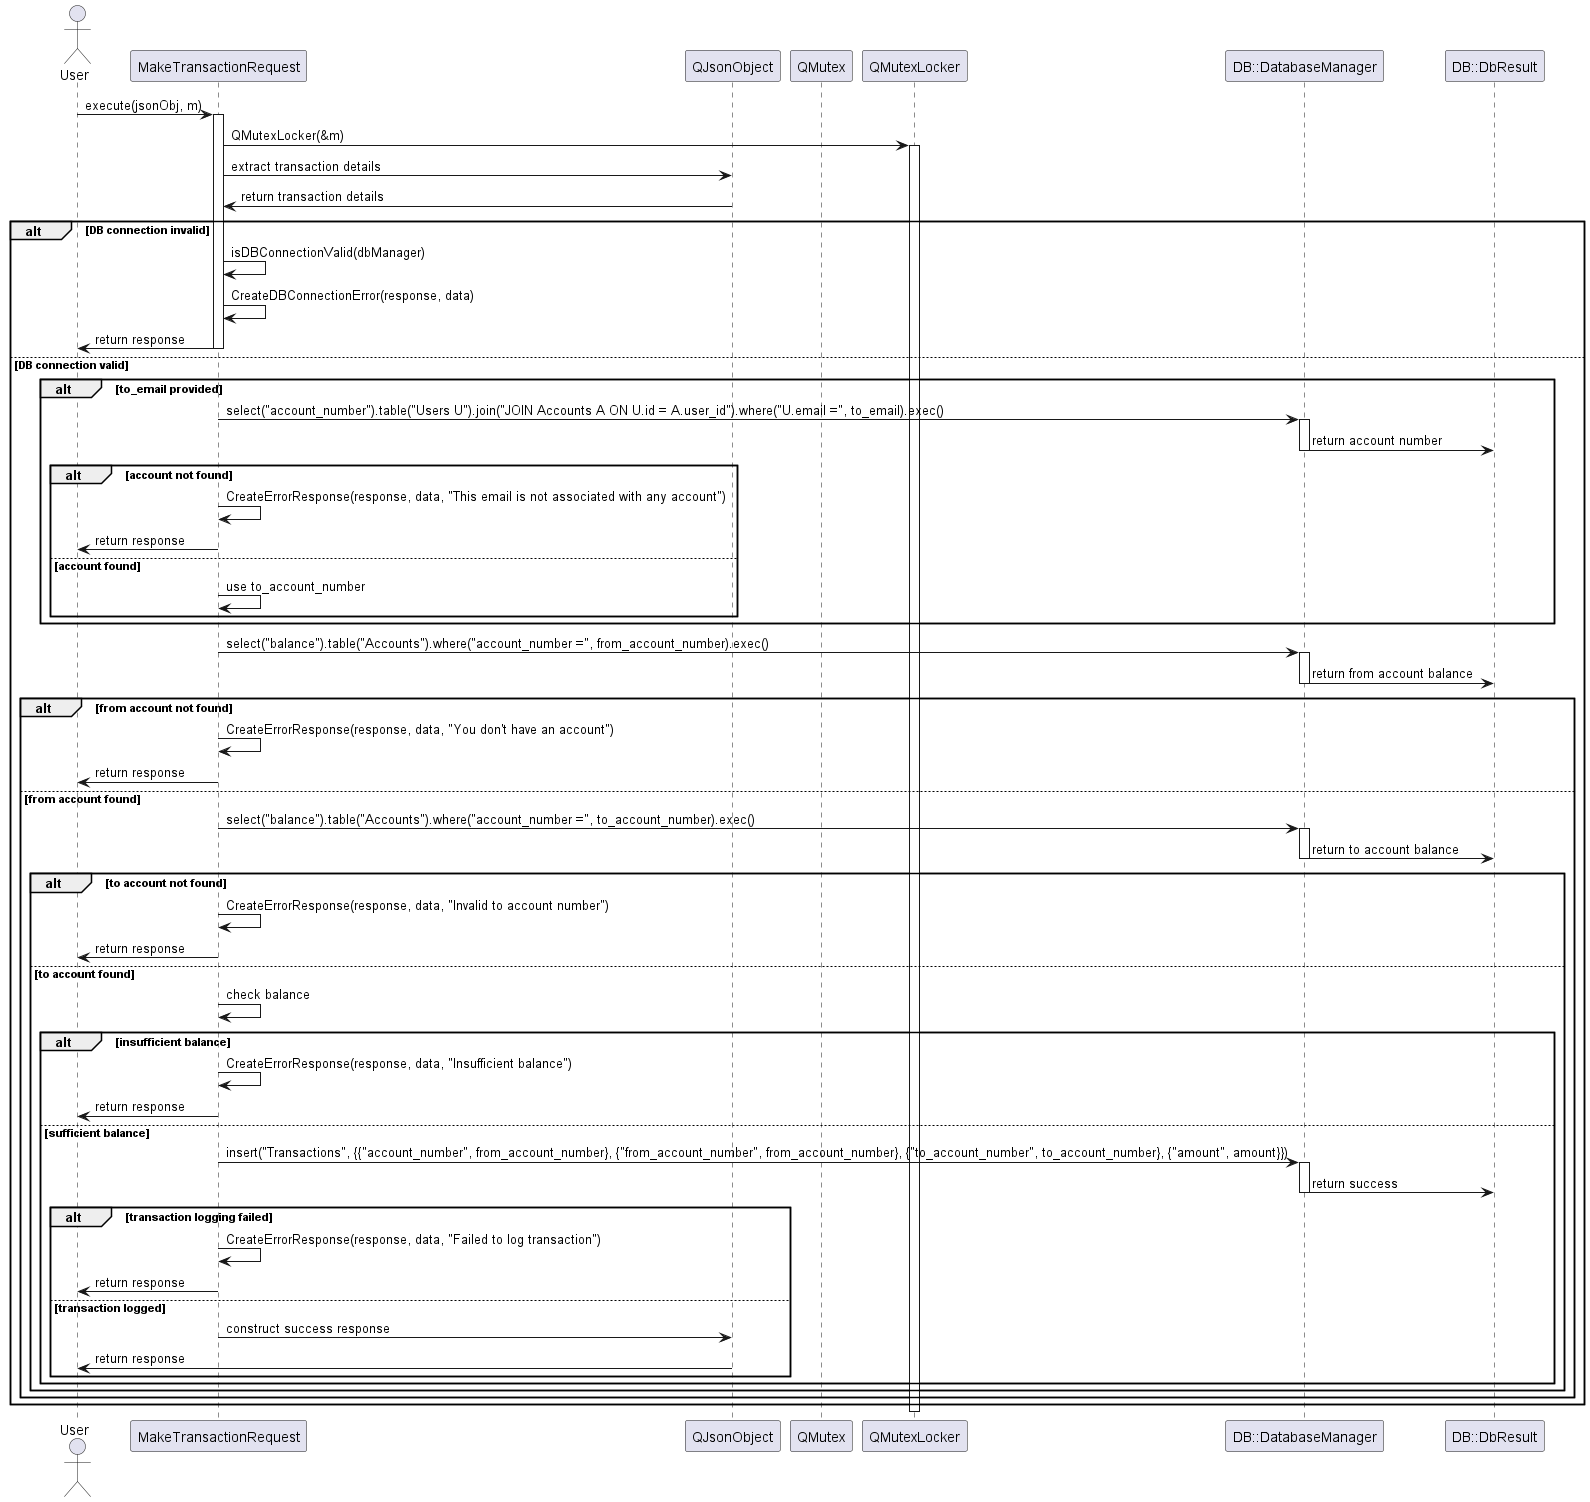 User
MakeTransactionRequest
QJsonObject
QMutex
QMutexLocker
DB::DatabaseManager
DB::DbResult
execute(jsonObj, m)
QMutexLocker(&m)
extract transaction details
return transaction details
alt
[DB connection invalid]
isDBConnectionValid(dbManager)
CreateDBConnectionError(response, data)
return response
[DB connection valid]
alt
[to_email provided]
select("account_number").table("Users U").join("JOIN Accounts A ON U.id = A.user_id").where("U.email =", to_email).exec()
return account number
alt
[account not found]
CreateErrorResponse(response, data, "This email is not associated with any account")
return response
[account found]
use to_account_number
select("balance").table("Accounts").where("account_number =", from_account_number).exec()
return from account balance
alt
[from account not found]
CreateErrorResponse(response, data, "You don't have an account")
return response
[from account found]
select("balance").table("Accounts").where("account_number =", to_account_number).exec()
return to account balance
alt
[to account not found]
CreateErrorResponse(response, data, "Invalid to account number")
return response
[to account found]
check balance
alt
[insufficient balance]
CreateErrorResponse(response, data, "Insufficient balance")
return response
[sufficient balance]
insert("Transactions", {{"account_number", from_account_number}, {"from_account_number", from_account_number}, {"to_account_number", to_account_number}, {"amount", amount}})
return success
alt
[transaction logging failed]
CreateErrorResponse(response, data, "Failed to log transaction")
return response
[transaction logged]
construct success response
return response
User
MakeTransactionRequest
QJsonObject
QMutex
QMutexLocker
DB::DatabaseManager
DB::DbResult